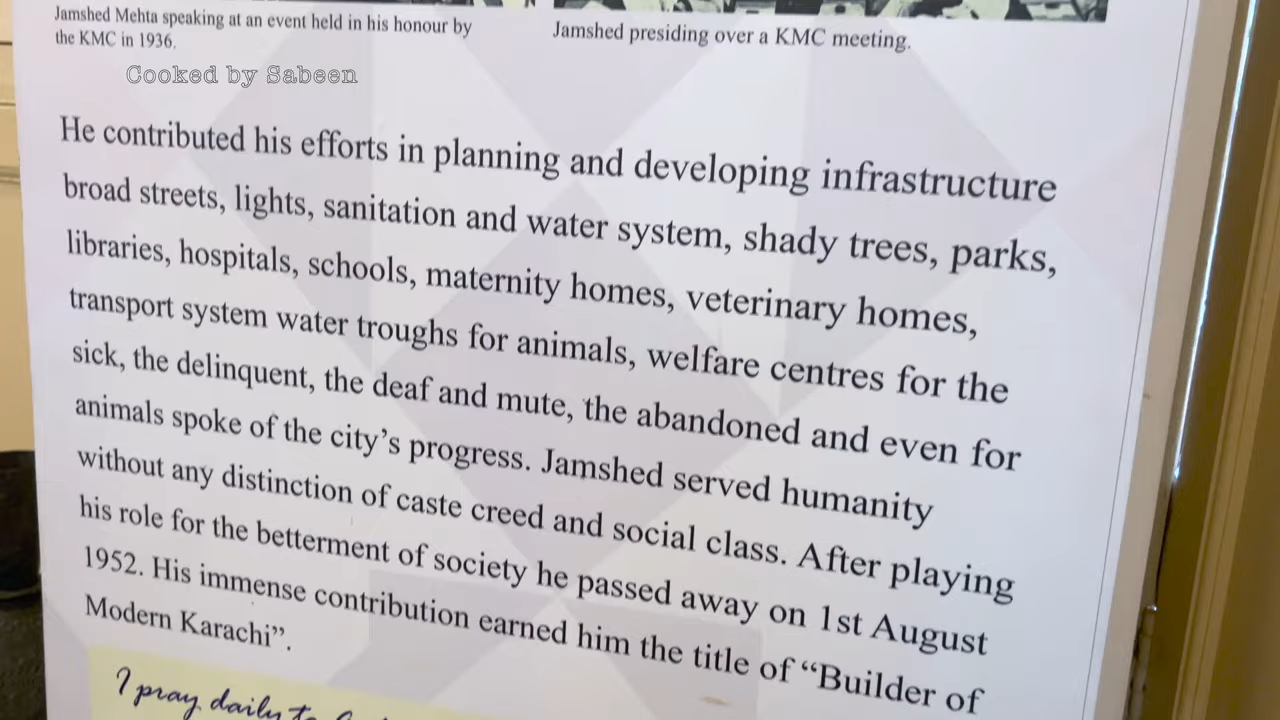 Jamshed Mehta speaking at an event held in his honour by
the KMC in 1936.
Jamshed presiding over a KMC meeting.
Cooked by Sabeen
He contributed his efforts in planning and developing infrastructure
broad streets, lights, sanitation and water system, shady trees, parks,
libraries, hospitals, schools, maternity homes, veterinary homes,
transport system water troughs for animals, welfare centres for the
sick, the delinquent, the deaf and mute, the abandoned and even for
animals spoke of the city's progress. Jamshed served humanity
without any distinction of caste creed and social class. After playing
his role for the betterment of society he passed away on 1st August
1952. His immense contribution earned him the title of “Builder of
Modern Karachi”.
I pray daily to